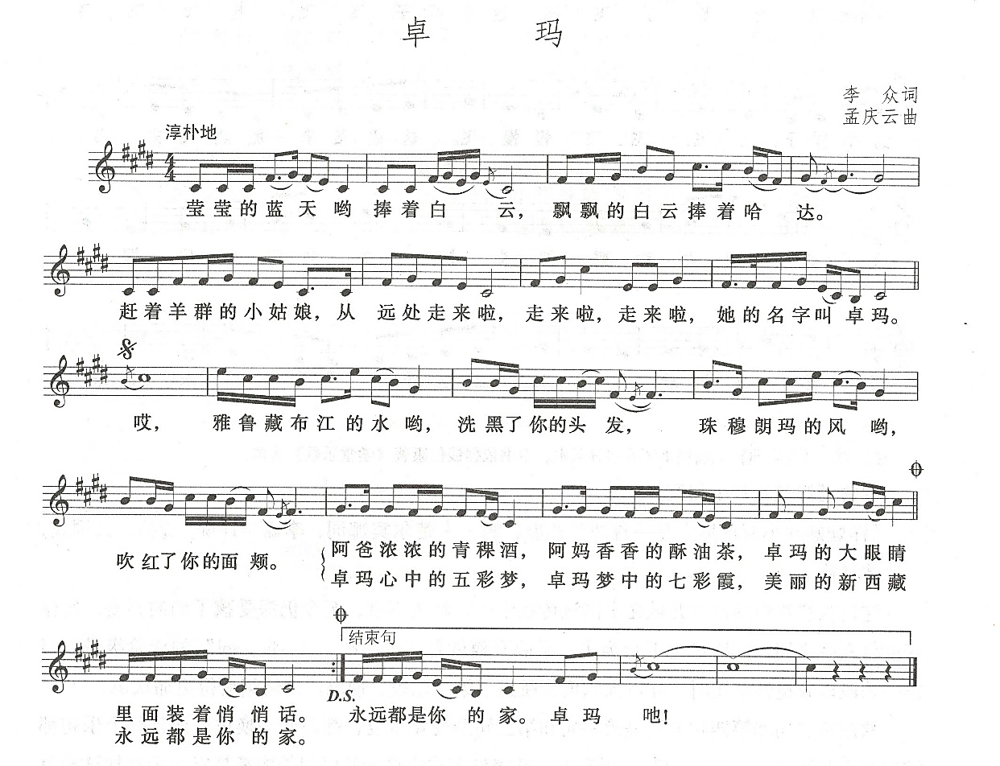 卓 玛
李 众词
孟庆云曲
淳朴地
莹莹的蓝天哟捧着白 云，飘飘的白云捧着哈 达。
赶着羊群的小姑娘，从 远处走来啦，走来啦，走来啦，她的名字叫 卓玛。
哎， 雅鲁藏布江的水哟，洗黑了你的头发， 珠穆朗玛的风哟，
吹红了你的面颊。
阿爸浓浓的青稞酒，阿妈香香的酥油茶，卓玛的大眼睛
卓玛心中的五彩梦，卓玛梦中的七彩霞，美丽的新西藏
结束句
D.S.
里面装着悄悄话。 永远都是你 的家。卓玛 吔！
永远都是你 的家。